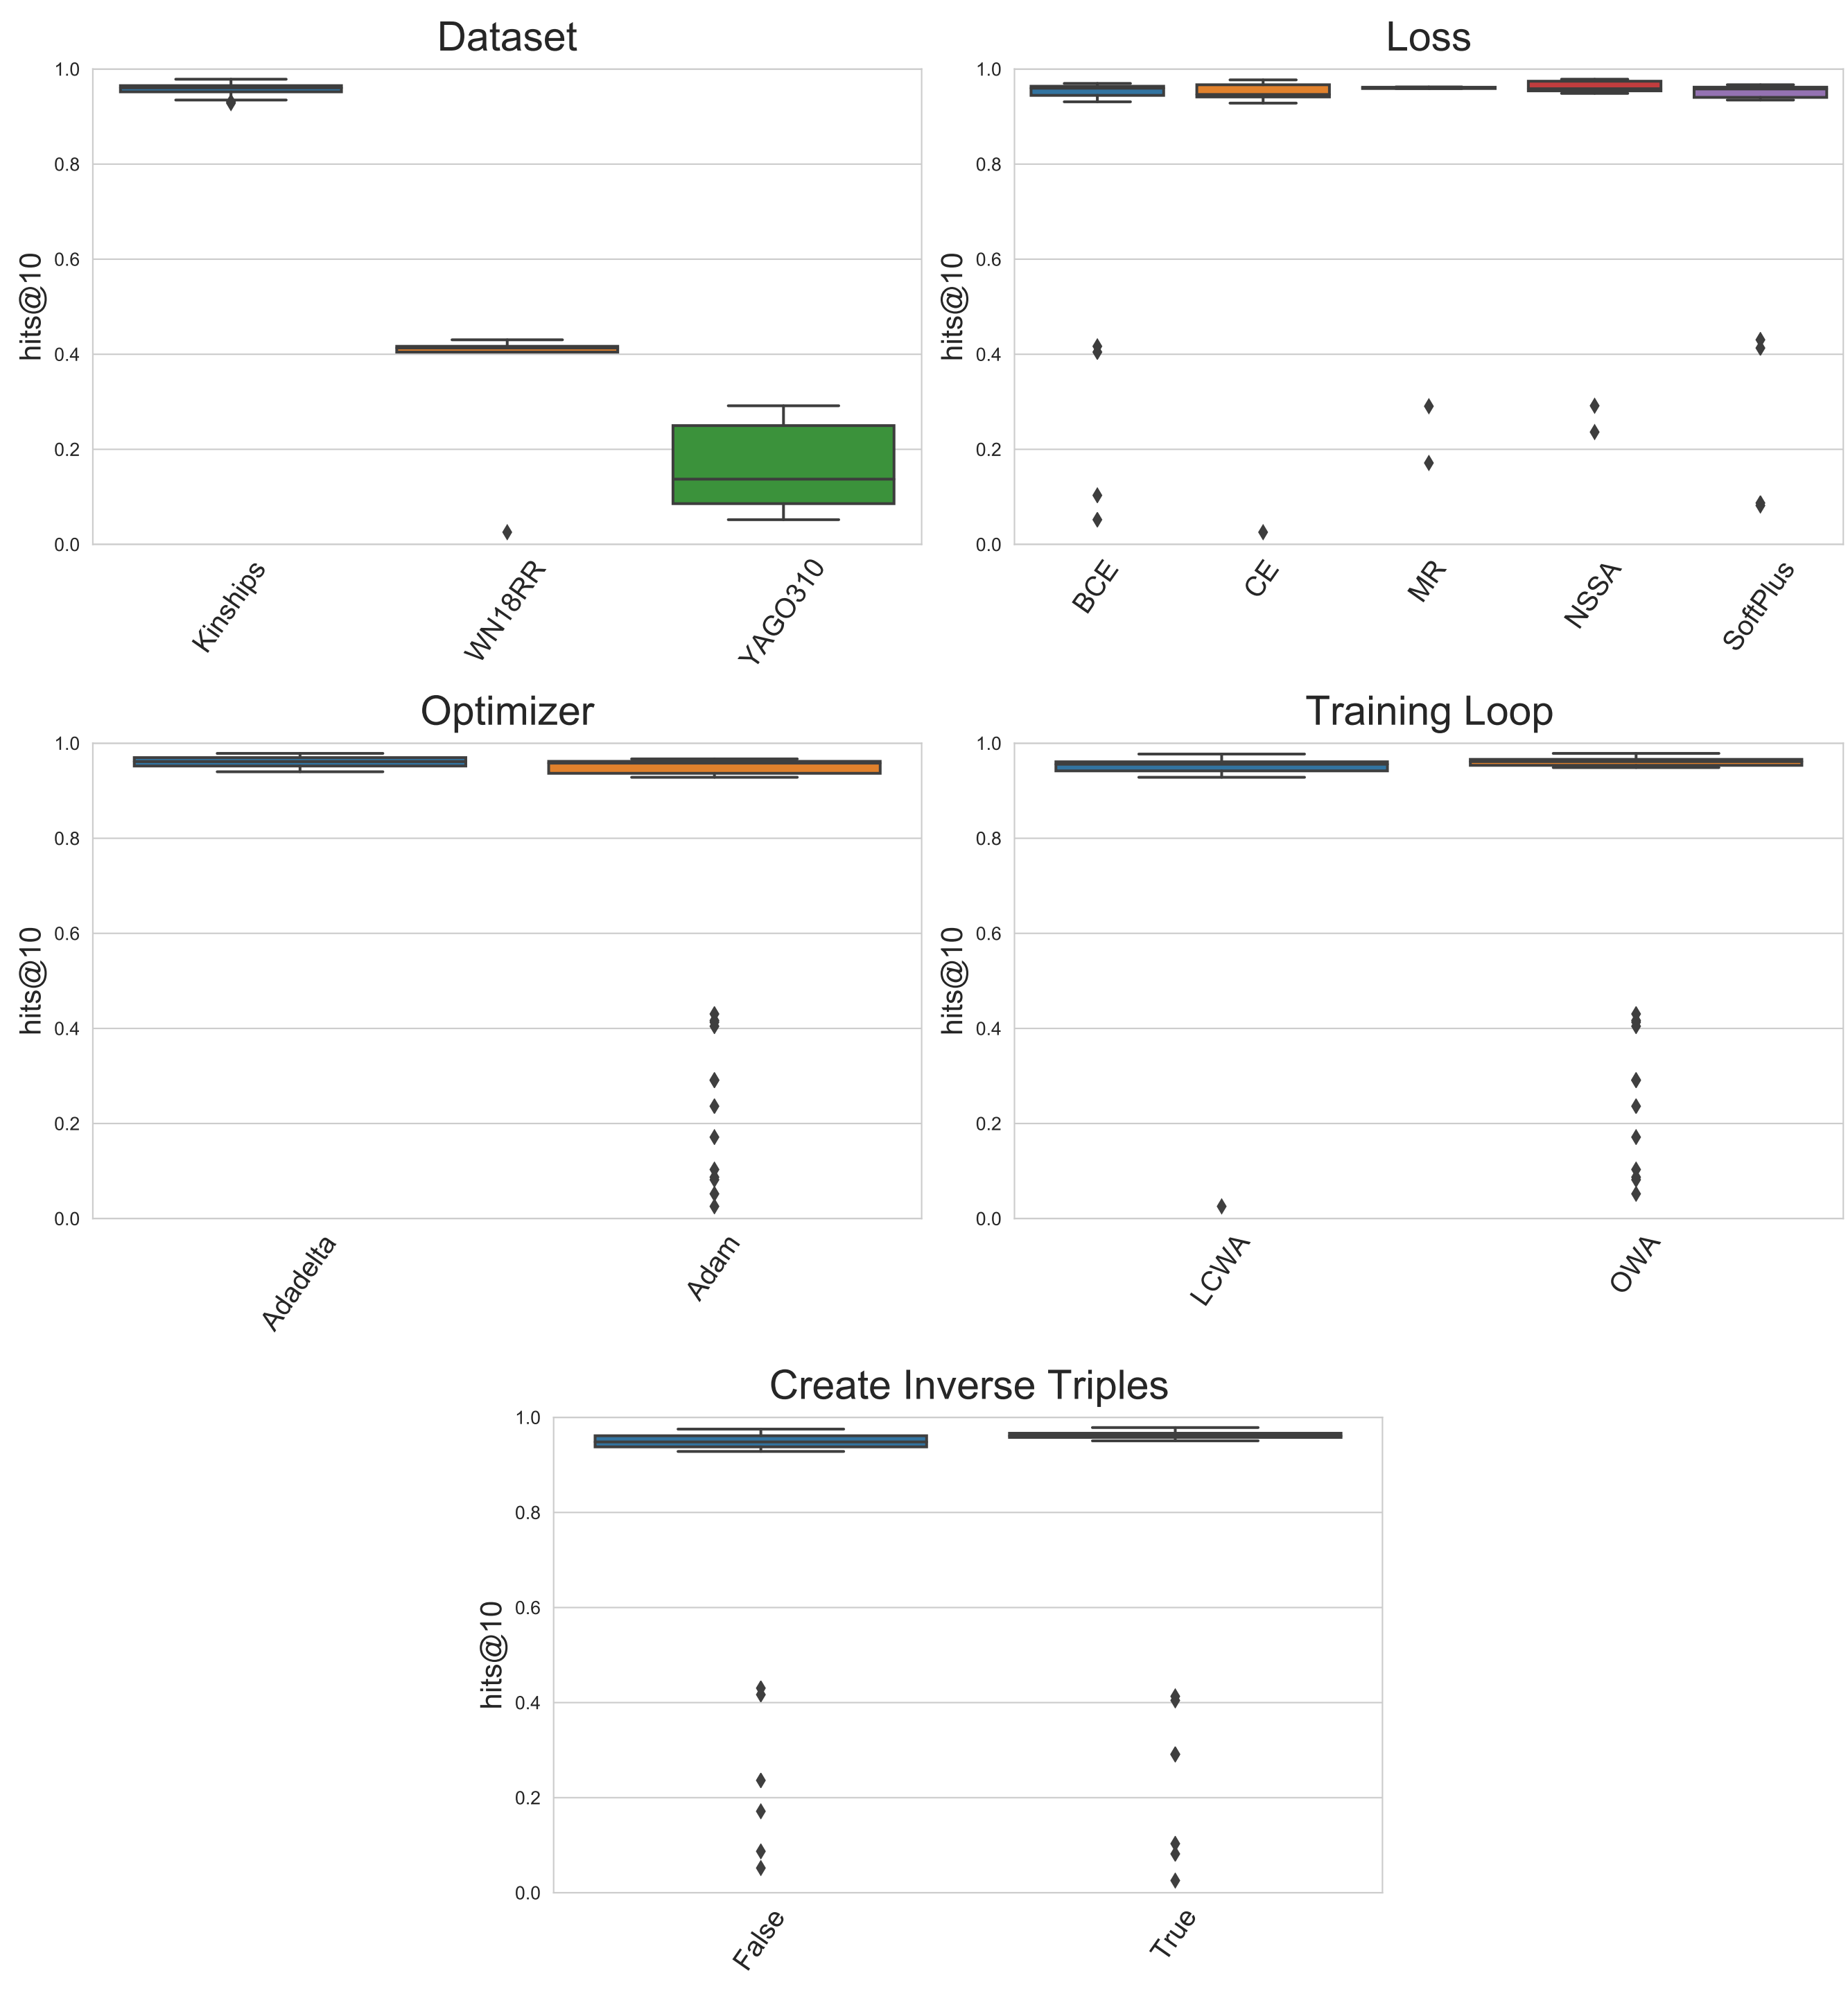 Dataset
hits@10
1.0
0.8
0.6
0.4
0.2
0.0
Kinships
WN18RR
YAGO310
Loss
hits@10
1.0
0.8
0.6
0.4
0.2
0.0
BCE
CE
MR
NSSA
SoftPlus
Optimizer
hits@10
1.0
0.8
0.6
0.4
0.2
0.0
Adadelta
Adam
Training Loop
hits@10
1.0
0.8
0.6
0.4
0.2
0.0
LCWA
OWA
Create Inverse Triples
hits@10
1.0
0.8
0.6
0.4
0.2
0.0
False
True